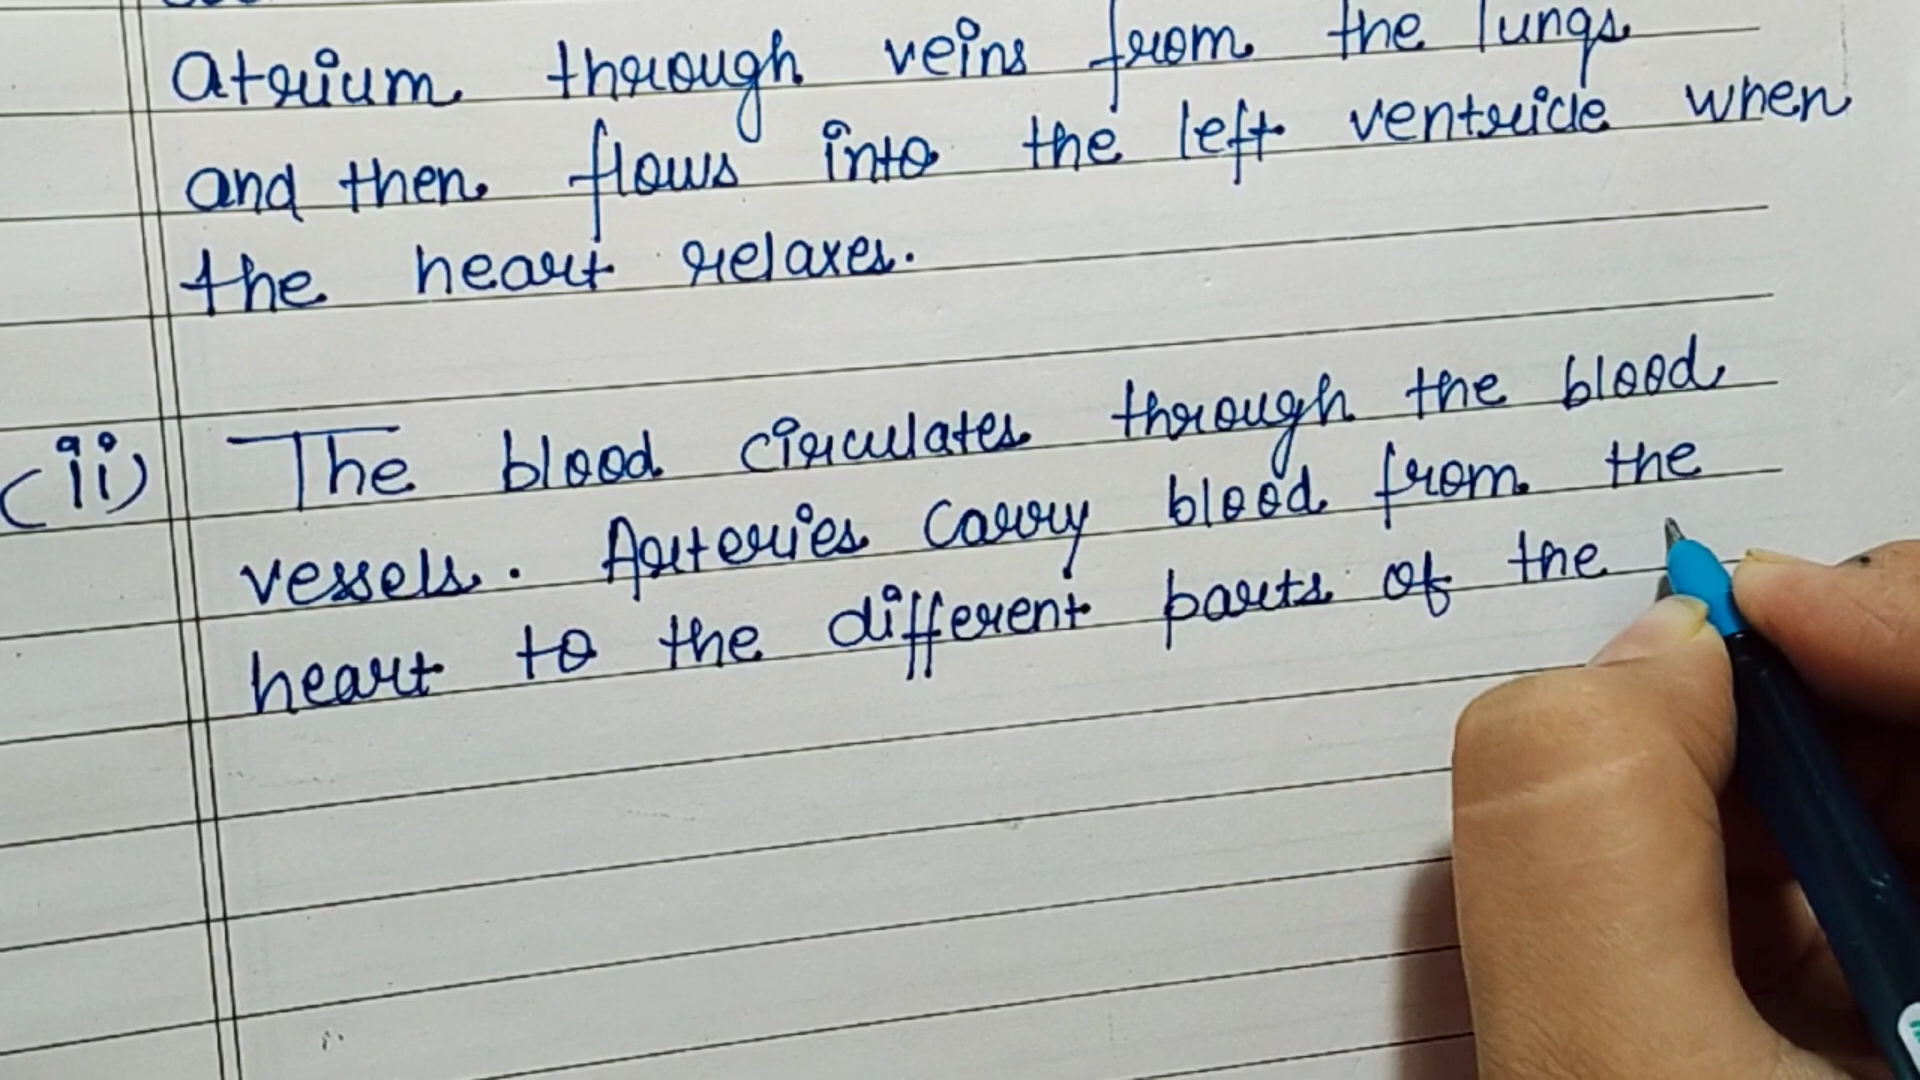 atrium through veins from the lungs
and then flows into the left ventricle when
the heart relaxes.
(ii) The blood circulates through the blood
vessels. Arteries carry blood from the
heart to the different parts of the